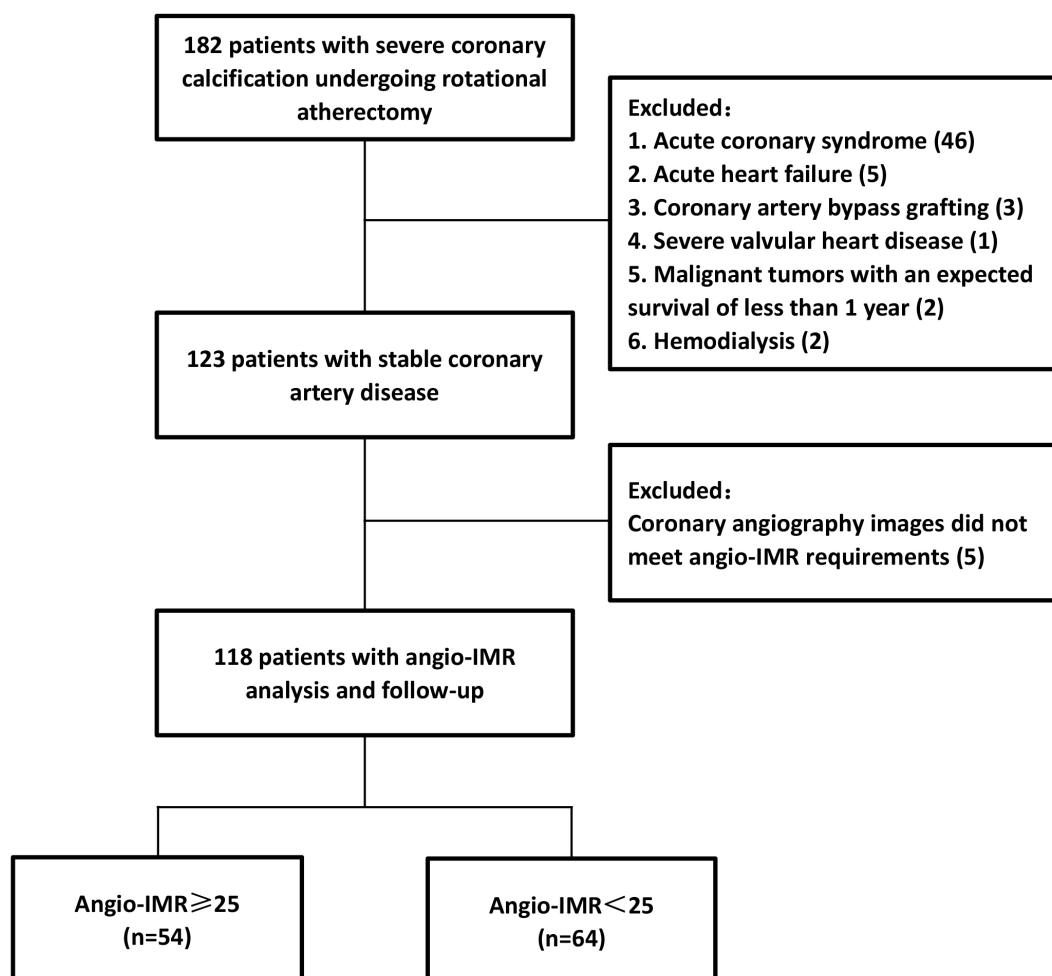 182 patients with severe coronary
calcification undergoing rotational
atherectomy
Excluded：
1. Acute coronary syndrome (46)
2. Acute heart failure (5)
3. Coronary artery bypass grafting (3)
4. Severe valvular heart disease (1)
5. Malignant tumors with an expected
survival of less than 1 year (2)
6. Hemodialysis (2)
123 patients with stable coronary
artery disease
Excluded：
Coronary angiography images did not
meet angio-IMR requirements (5)
118 patients with angio-IMR
analysis and follow-up
Angio-IMR≥25
(n=54)
Angio-IMR＜25
(n=64)